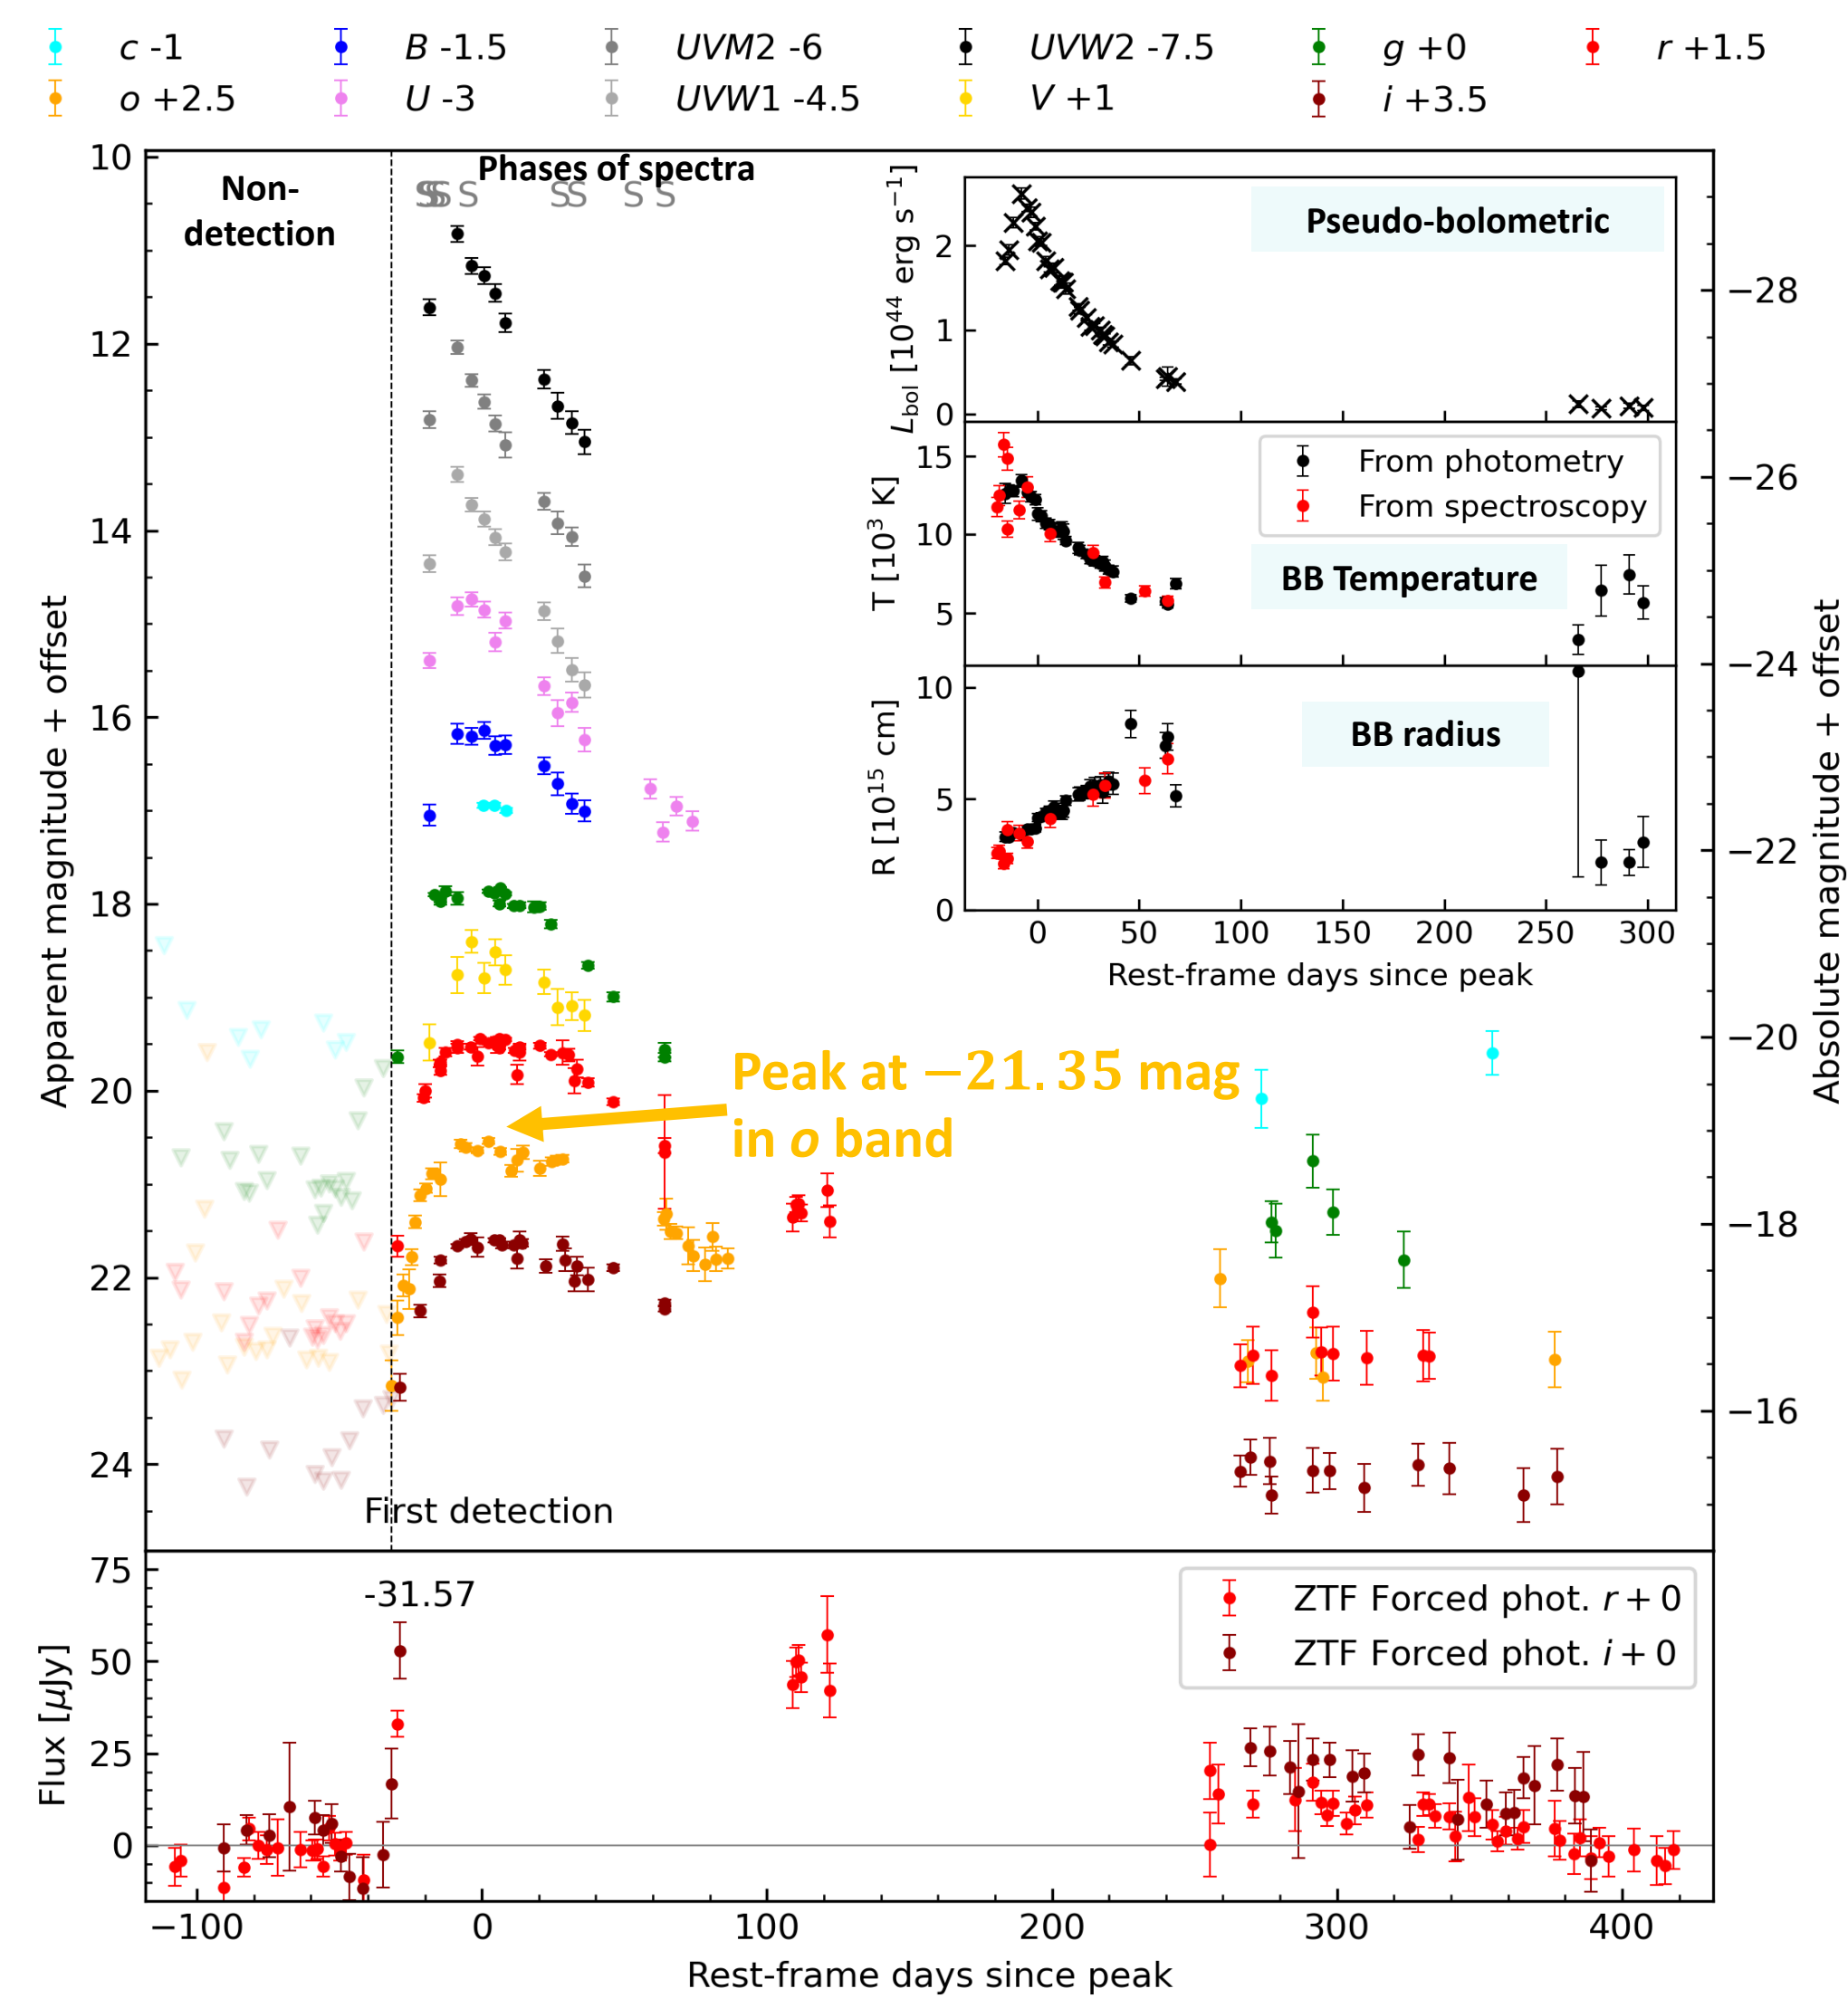 c -1
B -1.5
UVM2 -6
UVW2 -7.5
g +0
r +1.5
o +2.5
U -3
UVW1 -4.5
V +1
i +3.5
Non-
detection
Phases of spectra
S S S S S S S S S
Apparent magnitude + offset
10
12
14
16
18
20
22
24
Absolute magnitude + offset
−28
−26
−24
−22
−20
−18
−16
Pseudo-bolometric
L_bol [10^44 erg s^−1]
2
1
0
From photometry
From spectroscopy
BB Temperature
T [10^3 K]
15
10
5
BB radius
R [10^15 cm]
10
5
0
0 50 100 150 200 250 300
Rest-frame days since peak
Peak at −21.35 mag
in o band
First detection
-31.57
ZTF Forced phot. r + 0
ZTF Forced phot. i + 0
Flux [μJy]
75
50
25
0
−100 0 100 200 300 400
Rest-frame days since peak